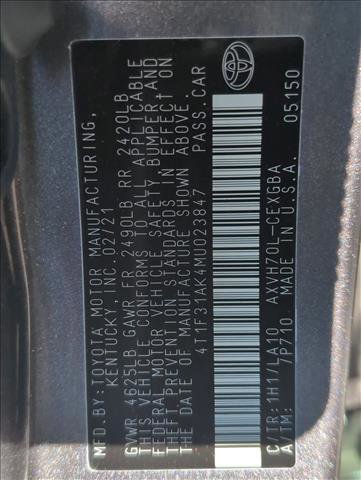 MFD.BY:TOYOTA MOTOR MANUFACTURING,
KENTUCKY, INC. 02/21
GVWR 4625LB GAWR FR 2490LB RR 2420LB
THIS VEHICLE CONFORMS TO ALL APPLICABLE
FEDERAL MOTOR VEHICLE SAFETY BUMPER AND
THEFT PREVENTION STANDARDS IN EFFECT ON
THE DATE OF MANUFACTURE SHOWN ABOVE.
4T1F31AK4MU023847 PASS.CAR
C/TR:1H1/LA10 AXVH70L-CEXGBA
A/TM: 7P710 MADE IN U.S.A. 05150